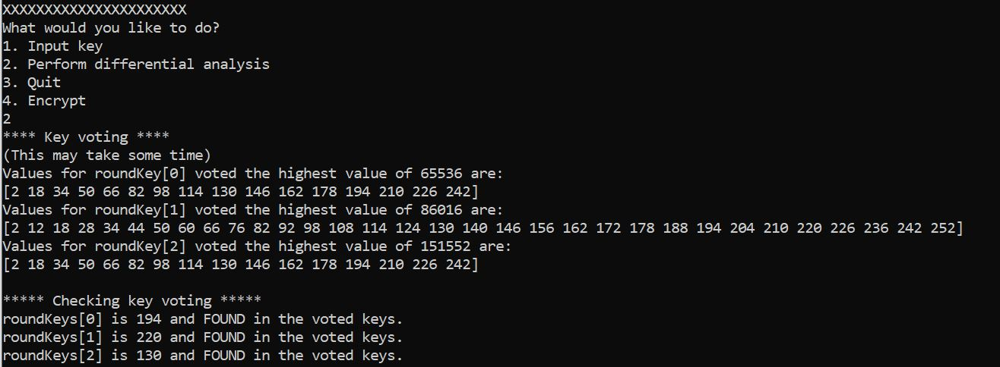 XXXXXXXXXXXXXXXXXXXXXX
What would you like to do?
1. Input key
2. Perform differential analysis
3. Quit
4. Encrypt
2
**** Key voting ****
(This may take some time)
Values for roundKey[0] voted the highest value of 65536 are:
[2 18 34 50 66 82 98 114 130 146 162 178 194 210 226 242]
Values for roundKey[1] voted the highest value of 86016 are:
[2 12 18 28 34 44 50 60 66 76 82 92 98 108 114 124 130 140 146 156 162 172 178 188 194 204 210 220 226 236 242 252]
Values for roundKey[2] voted the highest value of 151552 are:
[2 18 34 50 66 82 98 114 130 146 162 178 194 210 226 242]
***** Checking key voting *****
roundKeys[0] is 194 and FOUND in the voted keys.
roundKeys[1] is 220 and FOUND in the voted keys.
roundKeys[2] is 130 and FOUND in the voted keys.